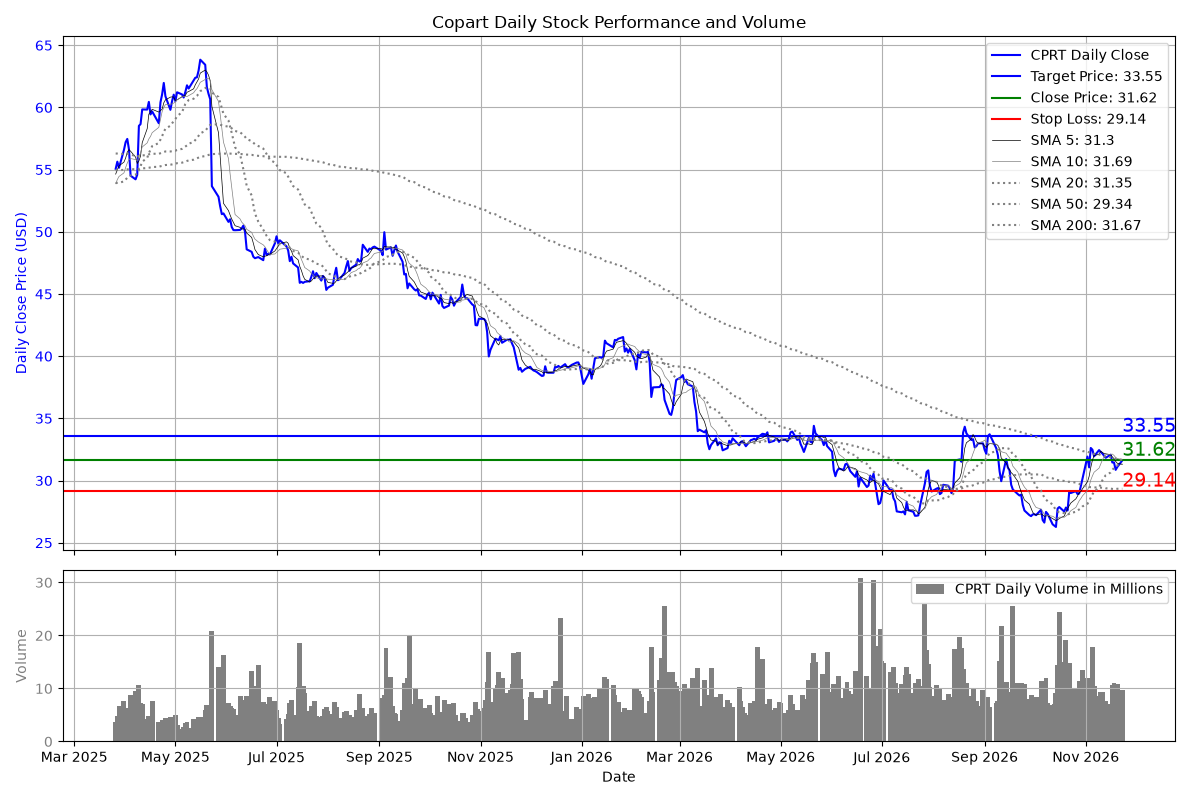 Copart Daily Stock Performance and Volume
65
60
55
50
45
40
35
30
25
Daily Close Price (USD)
CPRT Daily Close
Target Price: 33.55
Close Price: 31.62
Stop Loss: 29.14
SMA 5: 31.3
SMA 10: 31.69
SMA 20: 31.35
SMA 50: 29.34
SMA 200: 31.67
33.55
31.62
29.14
30
20
10
0
Volume
CPRT Daily Volume in Millions
Mar 2025 May 2025 Jul 2025 Sep 2025 Nov 2025 Jan 2026 Mar 2026 May 2026 Jul 2026 Sep 2026 Nov 2026
Date